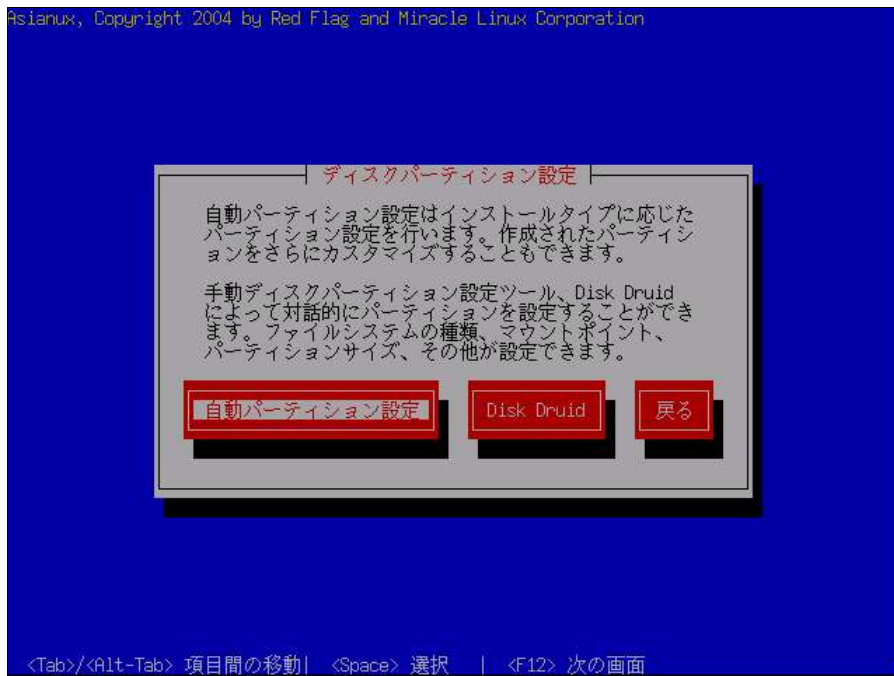 Asianux, Copyright 2004 by Red Flag and Miracle Linux Corporation
ディスクパーティション設定
自動パーティション設定はインストールタイプに応じた
パーティション設定を行います。作成されたパーティシ
ョンをさらにカスタマイズすることもできます。
手動ディスクパーティション設定ツール、Disk Druid
によって対話的にパーティションを設定することができ
ます。ファイルシステムの種類、マウントポイント、
パーティションサイズ、その他が設定できます。
自動パーティション設定 Disk Druid 戻る
<Tab>/<Alt-Tab> 項目間の移動| <Space> 選択 | <F12> 次の画面